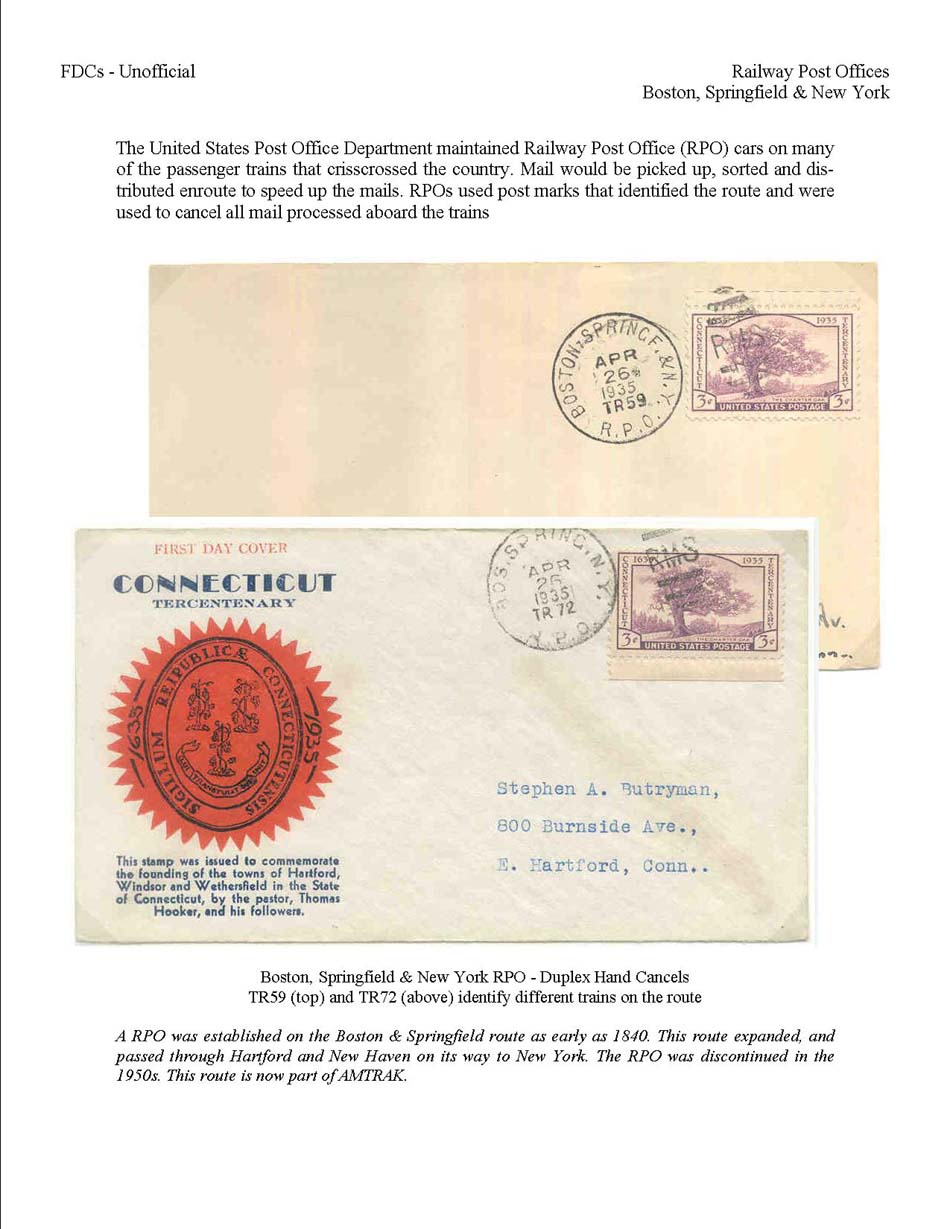 FDCs - Unofficial
Railway Post Offices
Boston, Springfield & New York
The United States Post Office Department maintained Railway Post Office (RPO) cars on many
of the passenger trains that crisscrossed the country. Mail would be picked up, sorted and dis-
tributed enroute to speed up the mails. RPOs used post marks that identified the route and were
used to cancel all mail processed aboard the trains
BOSTON, SPRINGF. & N.Y.
APR
26
1935
TR59
R.P.O.
RMS
1935
CONNECTICUT
TERCENTENARY
THE CHARTER OAK
3¢ UNITED STATES POSTAGE 3¢
Av.
FIRST DAY COVER
CONNECTICUT
TERCENTENARY
SIGILLUM REIPUBLICÆ CONNECTICUTENSIS
1635 1935
QUI TRANSTULIT SUSTINET
This stamp was issued to commemorate
the founding of the towns of Hartford,
Windsor and Wethersfield in the State
of Connecticut, by the pastor, Thomas
Hooker, and his followers.
BOS. SPRING, N.Y.
APR
26
1935
TR 72
RMS
1935
CONNECTICUT
TERCENTENARY
THE CHARTER OAK
3¢ UNITED STATES POSTAGE 3¢
Stephen A. Butryman,
800 Burnside Ave.,
E. Hartford, Conn..
Boston, Springfield & New York RPO - Duplex Hand Cancels
TR59 (top) and TR72 (above) identify different trains on the route
A RPO was established on the Boston & Springfield route as early as 1840. This route expanded, and
passed through Hartford and New Haven on its way to New York. The RPO was discontinued in the
1950s. This route is now part of AMTRAK.